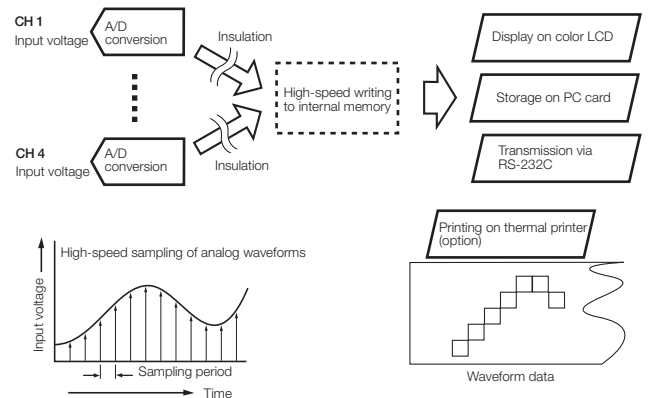 CH 1
Input voltage
A/D
conversion
Insulation
High-speed writing
to internal memory
CH 4
Input voltage
A/D
conversion
Insulation
Display on color LCD
Storage on PC card
Transmission via
RS-232C
Printing on thermal printer
(option)
Waveform data
High-speed sampling of analog waveforms
Input voltage
Sampling period
Time